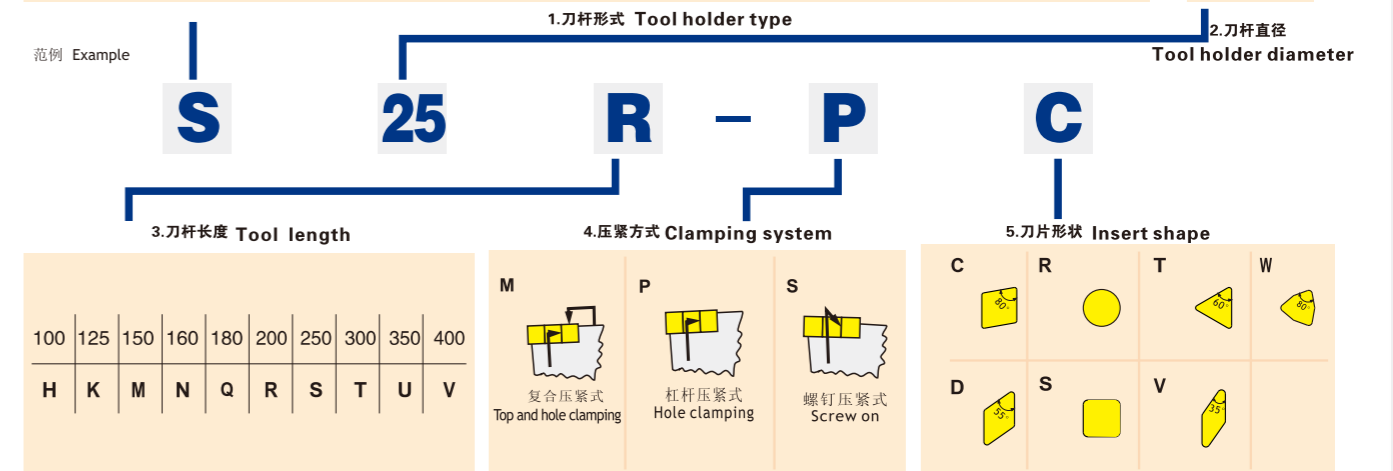 1.刀杆形式 Tool holder type
2.刀杆直径
Tool holder diameter
范例 Example
S 25 R – P C
3.刀杆长度 Tool length
4.压紧方式 Clamping system
5.刀片形状 Insert shape
100 125 150 160 180 200 250 300 350 400
H K M N Q R S T U V
M P S
复合压紧式
Top and hole clamping
杠杆压紧式
Hole clamping
螺钉压紧式
Screw on
C R T W
80° 60° 80°
D S V
55° 35°